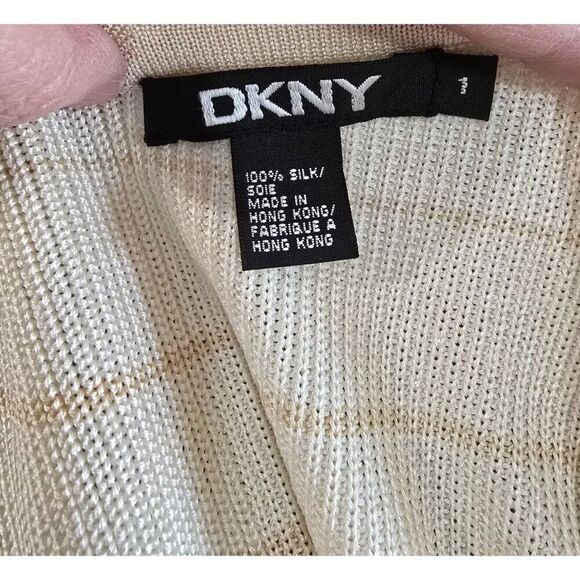 DKNY
100% SILK/
SOIE
MADE IN
HONG KONG/
FABRIQUE A
HONG KONG